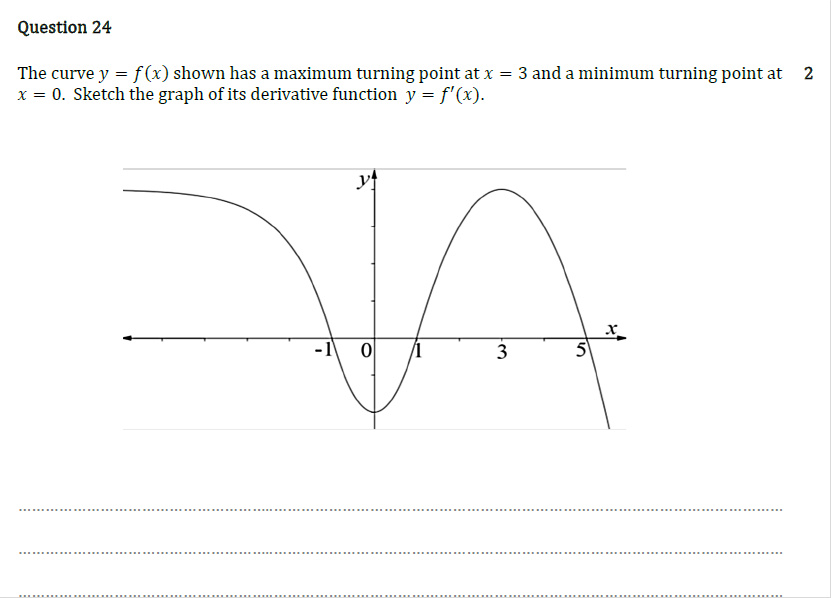 Question 24
The curve y = f(x) shown has a maximum turning point at x = 3 and a minimum turning point at 2
x = 0. Sketch the graph of its derivative function y = f′(x).
y
x
-1 0 1 3 5